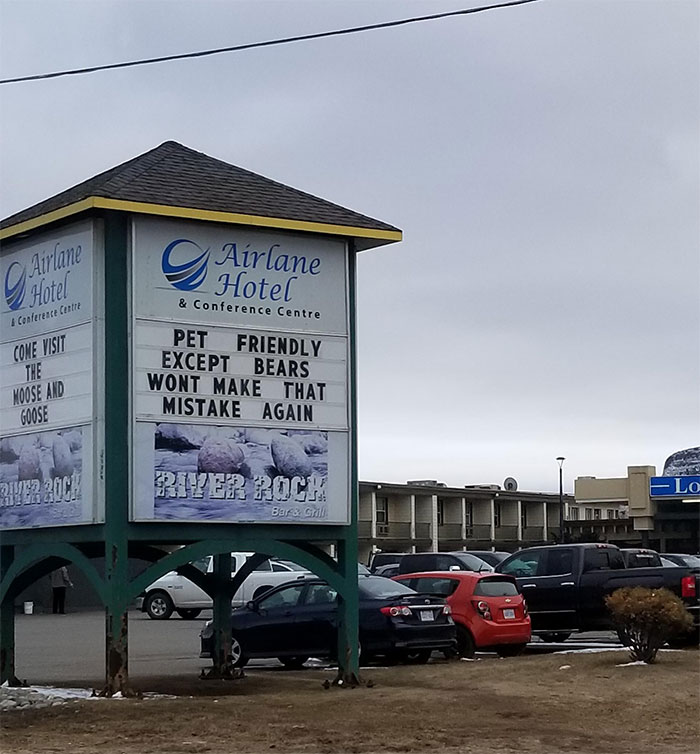 Airlane
Hotel
& Conference Centre
COME VISIT
THE
MOOSE AND
GOOSE
RIVER ROCK
Airlane
Hotel
& Conference Centre
PET FRIENDLY
EXCEPT BEARS
WONT MAKE THAT
MISTAKE AGAIN
RIVER ROCK
Bar & Grill
Lo